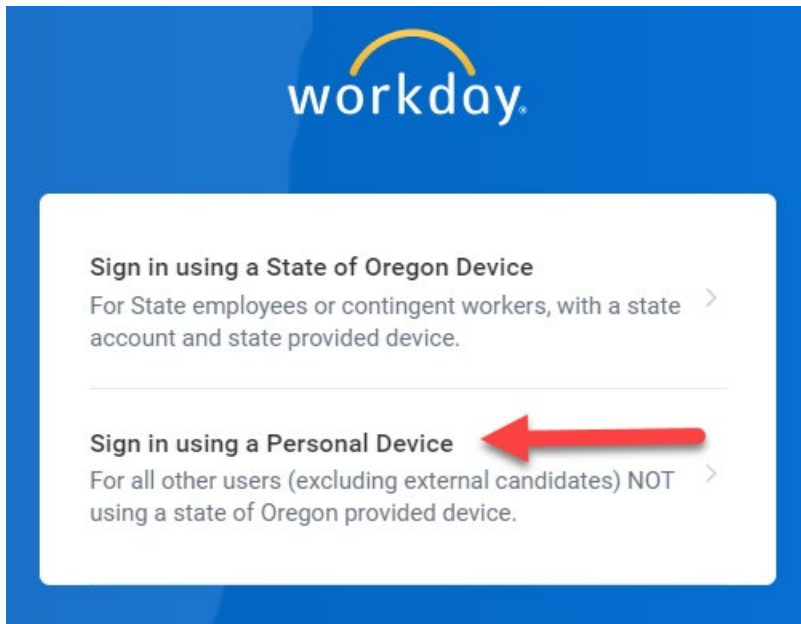 workday.
Sign in using a State of Oregon Device
For State employees or contingent workers, with a state
account and state provided device.
Sign in using a Personal Device
For all other users (excluding external candidates) NOT
using a state of Oregon provided device.